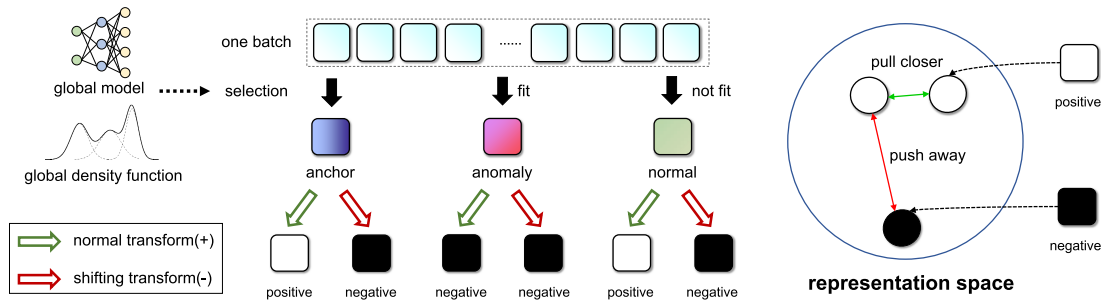 one batch
......
global model
selection
fit
not fit
global density function
anchor
anomaly
normal
normal transform(+)
shifting transform(-)
positive
negative
negative
negative
positive
negative
pull closer
push away
positive
negative
representation space